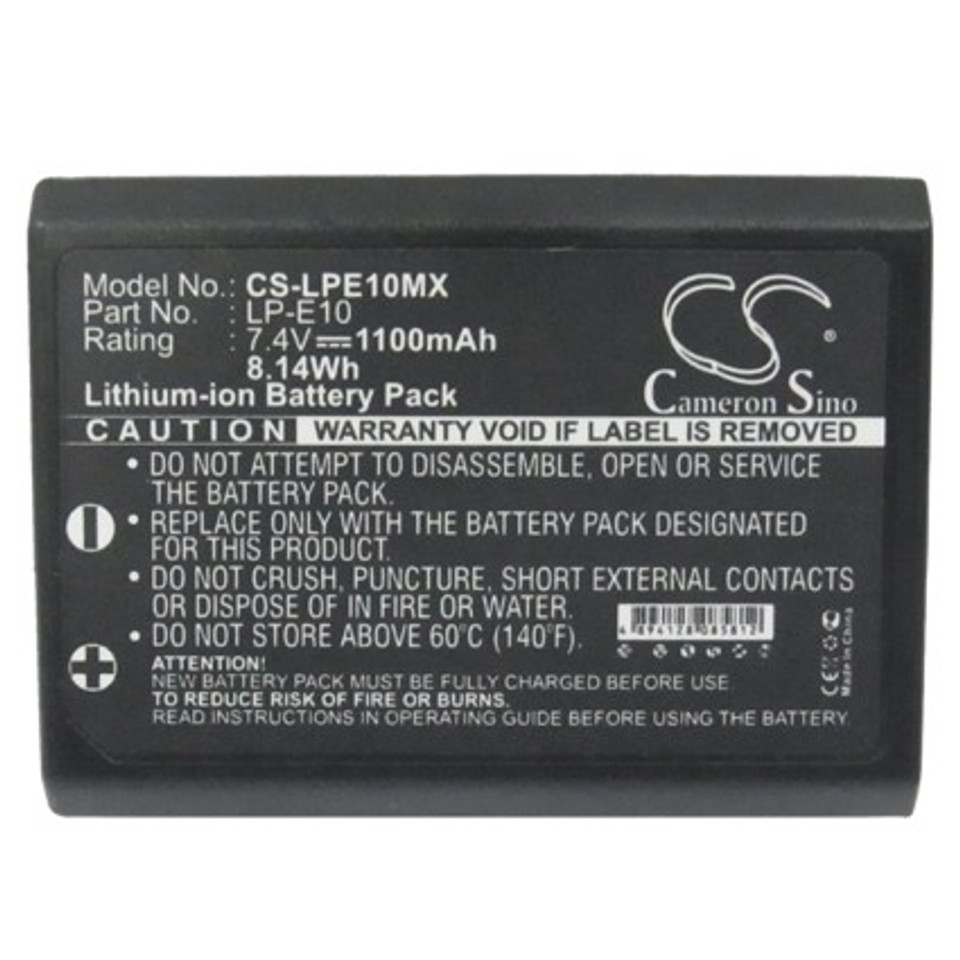 Model No.: CS-LPE10MX
Part No. : LP-E10
Rating : 7.4V⎓1100mAh
8.14Wh
Lithium-ion Battery Pack
CS ®
Cameron Sino
CAUTION WARRANTY VOID IF LABEL IS REMOVED
• DO NOT ATTEMPT TO DISASSEMBLE, OPEN OR SERVICE
THE BATTERY PACK.
• REPLACE ONLY WITH THE BATTERY PACK DESIGNATED
FOR THIS PRODUCT.
• DO NOT CRUSH, PUNCTURE, SHORT EXTERNAL CONTACTS
OR DISPOSE OF IN FIRE OR WATER.
• DO NOT STORE ABOVE 60°C (140°F).
ATTENTION!
NEW BATTERY PACK MUST BE FULLY CHARGED BEFORE USE
TO REDUCE RISK OF FIRE OR BURNS.
READ INSTRUCTIONS IN OPERATING GUIDE BEFORE USING THE BATTERY.
CE
Made in China